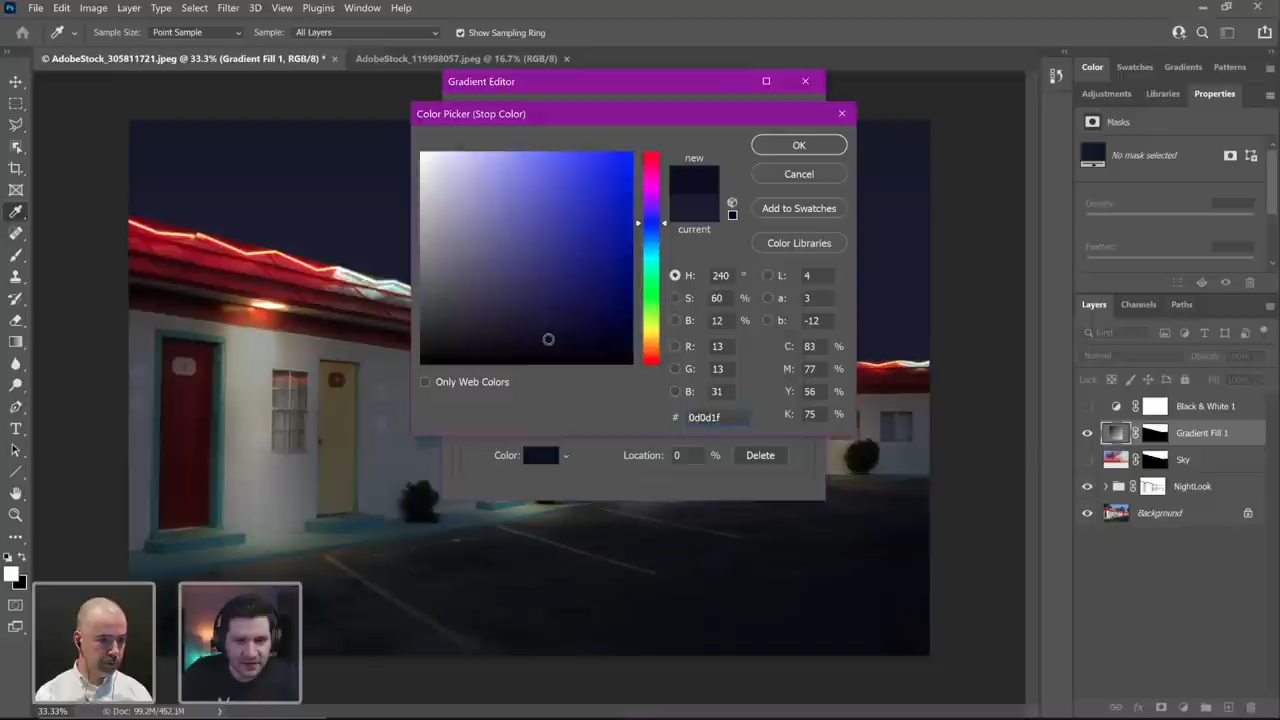 File Edit Image Layer Type Select Filter 3D View Plugins Window Help
Sample Size: Point Sample Sample: All Layers Show Sampling Ring
© AdobeStock_305811721.jpeg @ 33.3% (Gradient Fill 1, RGB/8) * × AdobeStock_119998057.jpeg @ 16.7% (RGB/8) ×
Gradient Editor
Color Picker (Stop Color)
new
current
OK
Cancel
Add to Swatches
Color Libraries
H: 240 ° L: 4
S: 60 % a: 3
B: 12 % b: -12
R: 13 C: 83 %
G: 13 M: 77 %
B: 31 Y: 56 %
# 0d0d1f K: 75 %
Only Web Colors
Color: Location: 0 % Delete
Color Swatches Gradients Patterns
Adjustments Libraries Properties
Masks
No mask selected
Density:
Feather:
Layers Channels Paths
Kind
Normal Opacity: 100%
Lock: Fill: 100%
Black & White 1
Gradient Fill 1
Sky
NightLook
Background
33.33% © Doc: 99.2M/452.1M